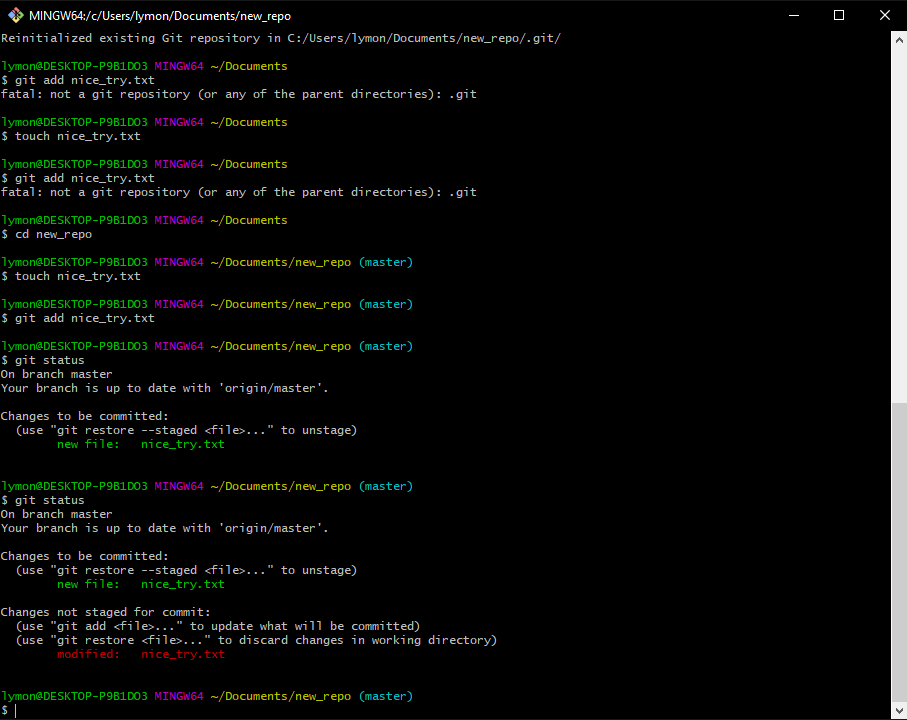 MINGW64:/c/Users/lymon/Documents/new_repo
Reinitialized existing Git repository in C:/Users/lymon/Documents/new_repo/.git/
lymon@DESKTOP-P9B1DO3 MINGW64 ~/Documents
$ git add nice_try.txt
fatal: not a git repository (or any of the parent directories): .git
lymon@DESKTOP-P9B1DO3 MINGW64 ~/Documents
$ touch nice_try.txt
lymon@DESKTOP-P9B1DO3 MINGW64 ~/Documents
$ git add nice_try.txt
fatal: not a git repository (or any of the parent directories): .git
lymon@DESKTOP-P9B1DO3 MINGW64 ~/Documents
$ cd new_repo
lymon@DESKTOP-P9B1DO3 MINGW64 ~/Documents/new_repo (master)
$ touch nice_try.txt
lymon@DESKTOP-P9B1DO3 MINGW64 ~/Documents/new_repo (master)
$ git add nice_try.txt
lymon@DESKTOP-P9B1DO3 MINGW64 ~/Documents/new_repo (master)
$ git status
On branch master
Your branch is up to date with 'origin/master'.
Changes to be committed:
  (use "git restore --staged <file>..." to unstage)
        new file:   nice_try.txt
lymon@DESKTOP-P9B1DO3 MINGW64 ~/Documents/new_repo (master)
$ git status
On branch master
Your branch is up to date with 'origin/master'.
Changes to be committed:
  (use "git restore --staged <file>..." to unstage)
        new file:   nice_try.txt
Changes not staged for commit:
  (use "git add <file>..." to update what will be committed)
  (use "git restore <file>..." to discard changes in working directory)
        modified:   nice_try.txt
lymon@DESKTOP-P9B1DO3 MINGW64 ~/Documents/new_repo (master)
$